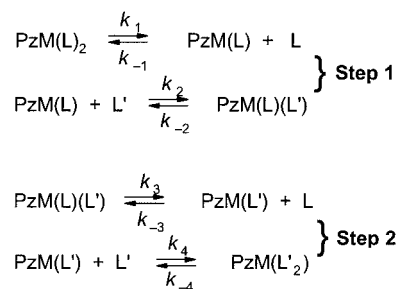 k₁
PzM(L)₂ ⇌ PzM(L) + L
k₋₁
} Step 1
k₂
PzM(L) + L' ⇌ PzM(L)(L')
k₋₂
k₃
PzM(L)(L') ⇌ PzM(L') + L
k₋₃
} Step 2
k₄
PzM(L') + L' ⇌ PzM(L'₂)
k₋₄